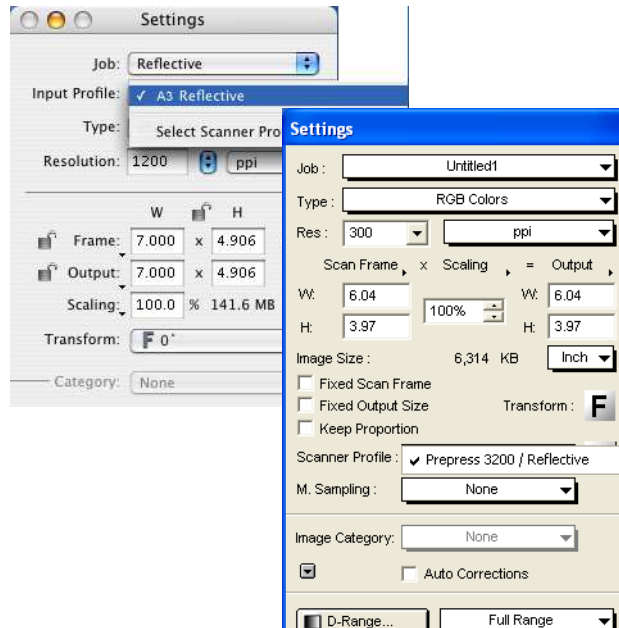 Settings
Job: Reflective
Input Profile: ✓ A3 Reflective
Type: Select Scanner Pro
Resolution: 1200 ppi
W H
Frame: 7.000 x 4.906
Output: 7.000 x 4.906
Scaling: 100.0 % 141.6 MB
Transform: F 0°
Category: None
Settings
Job : Untitled1
Type : RGB Colors
Res : 300 ppi
Scan Frame x Scaling = Output
W: 6.04 100% W: 6.04
H: 3.97 H: 3.97
Image Size : 6,314 KB Inch
Fixed Scan Frame
Fixed Output Size Transform : F
Keep Proportion
Scanner Profile : ✓ Prepress 3200 / Reflective
M. Sampling : None
Image Category: None
Auto Corrections
D-Range... Full Range